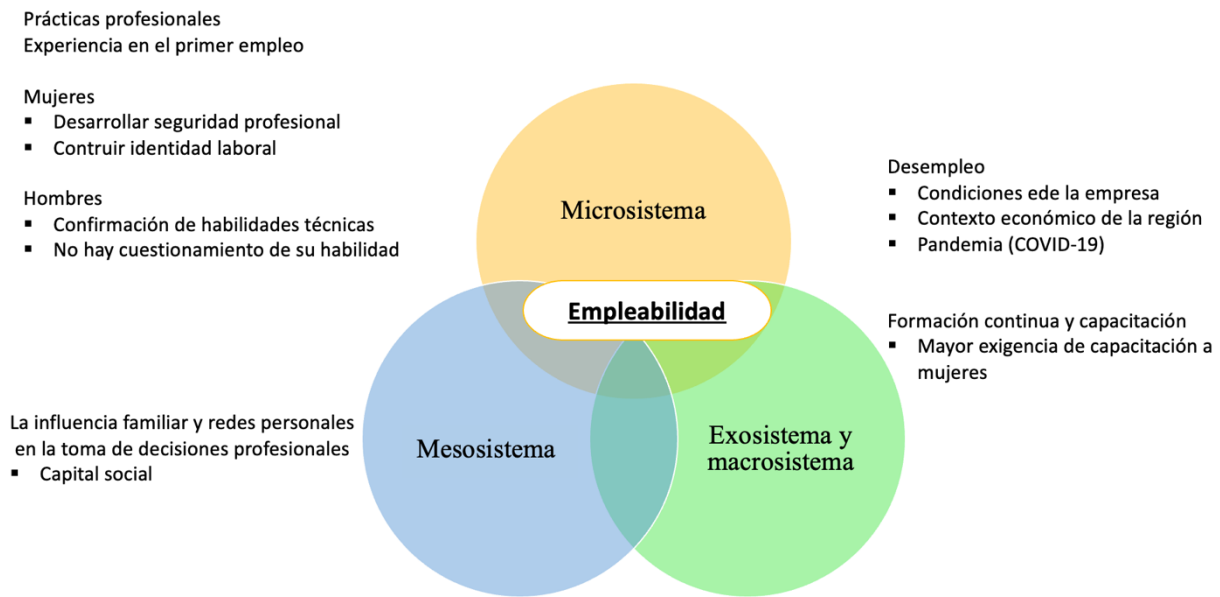 Prácticas profesionales
Experiencia en el primer empleo
Mujeres
▪ Desarrollar seguridad profesional
▪ Contruir identidad laboral
Hombres
▪ Confirmación de habilidades técnicas
▪ No hay cuestionamiento de su habilidad
Microsistema
Desempleo
▪ Condiciones ede la empresa
▪ Contexto económico de la región
▪ Pandemia (COVID-19)
Empleabilidad
Formación continua y capacitación
▪ Mayor exigencia de capacitación a
mujeres
La influencia familiar y redes personales
en la toma de decisiones profesionales
▪ Capital social
Mesosistema
Exosistema y
macrosistema